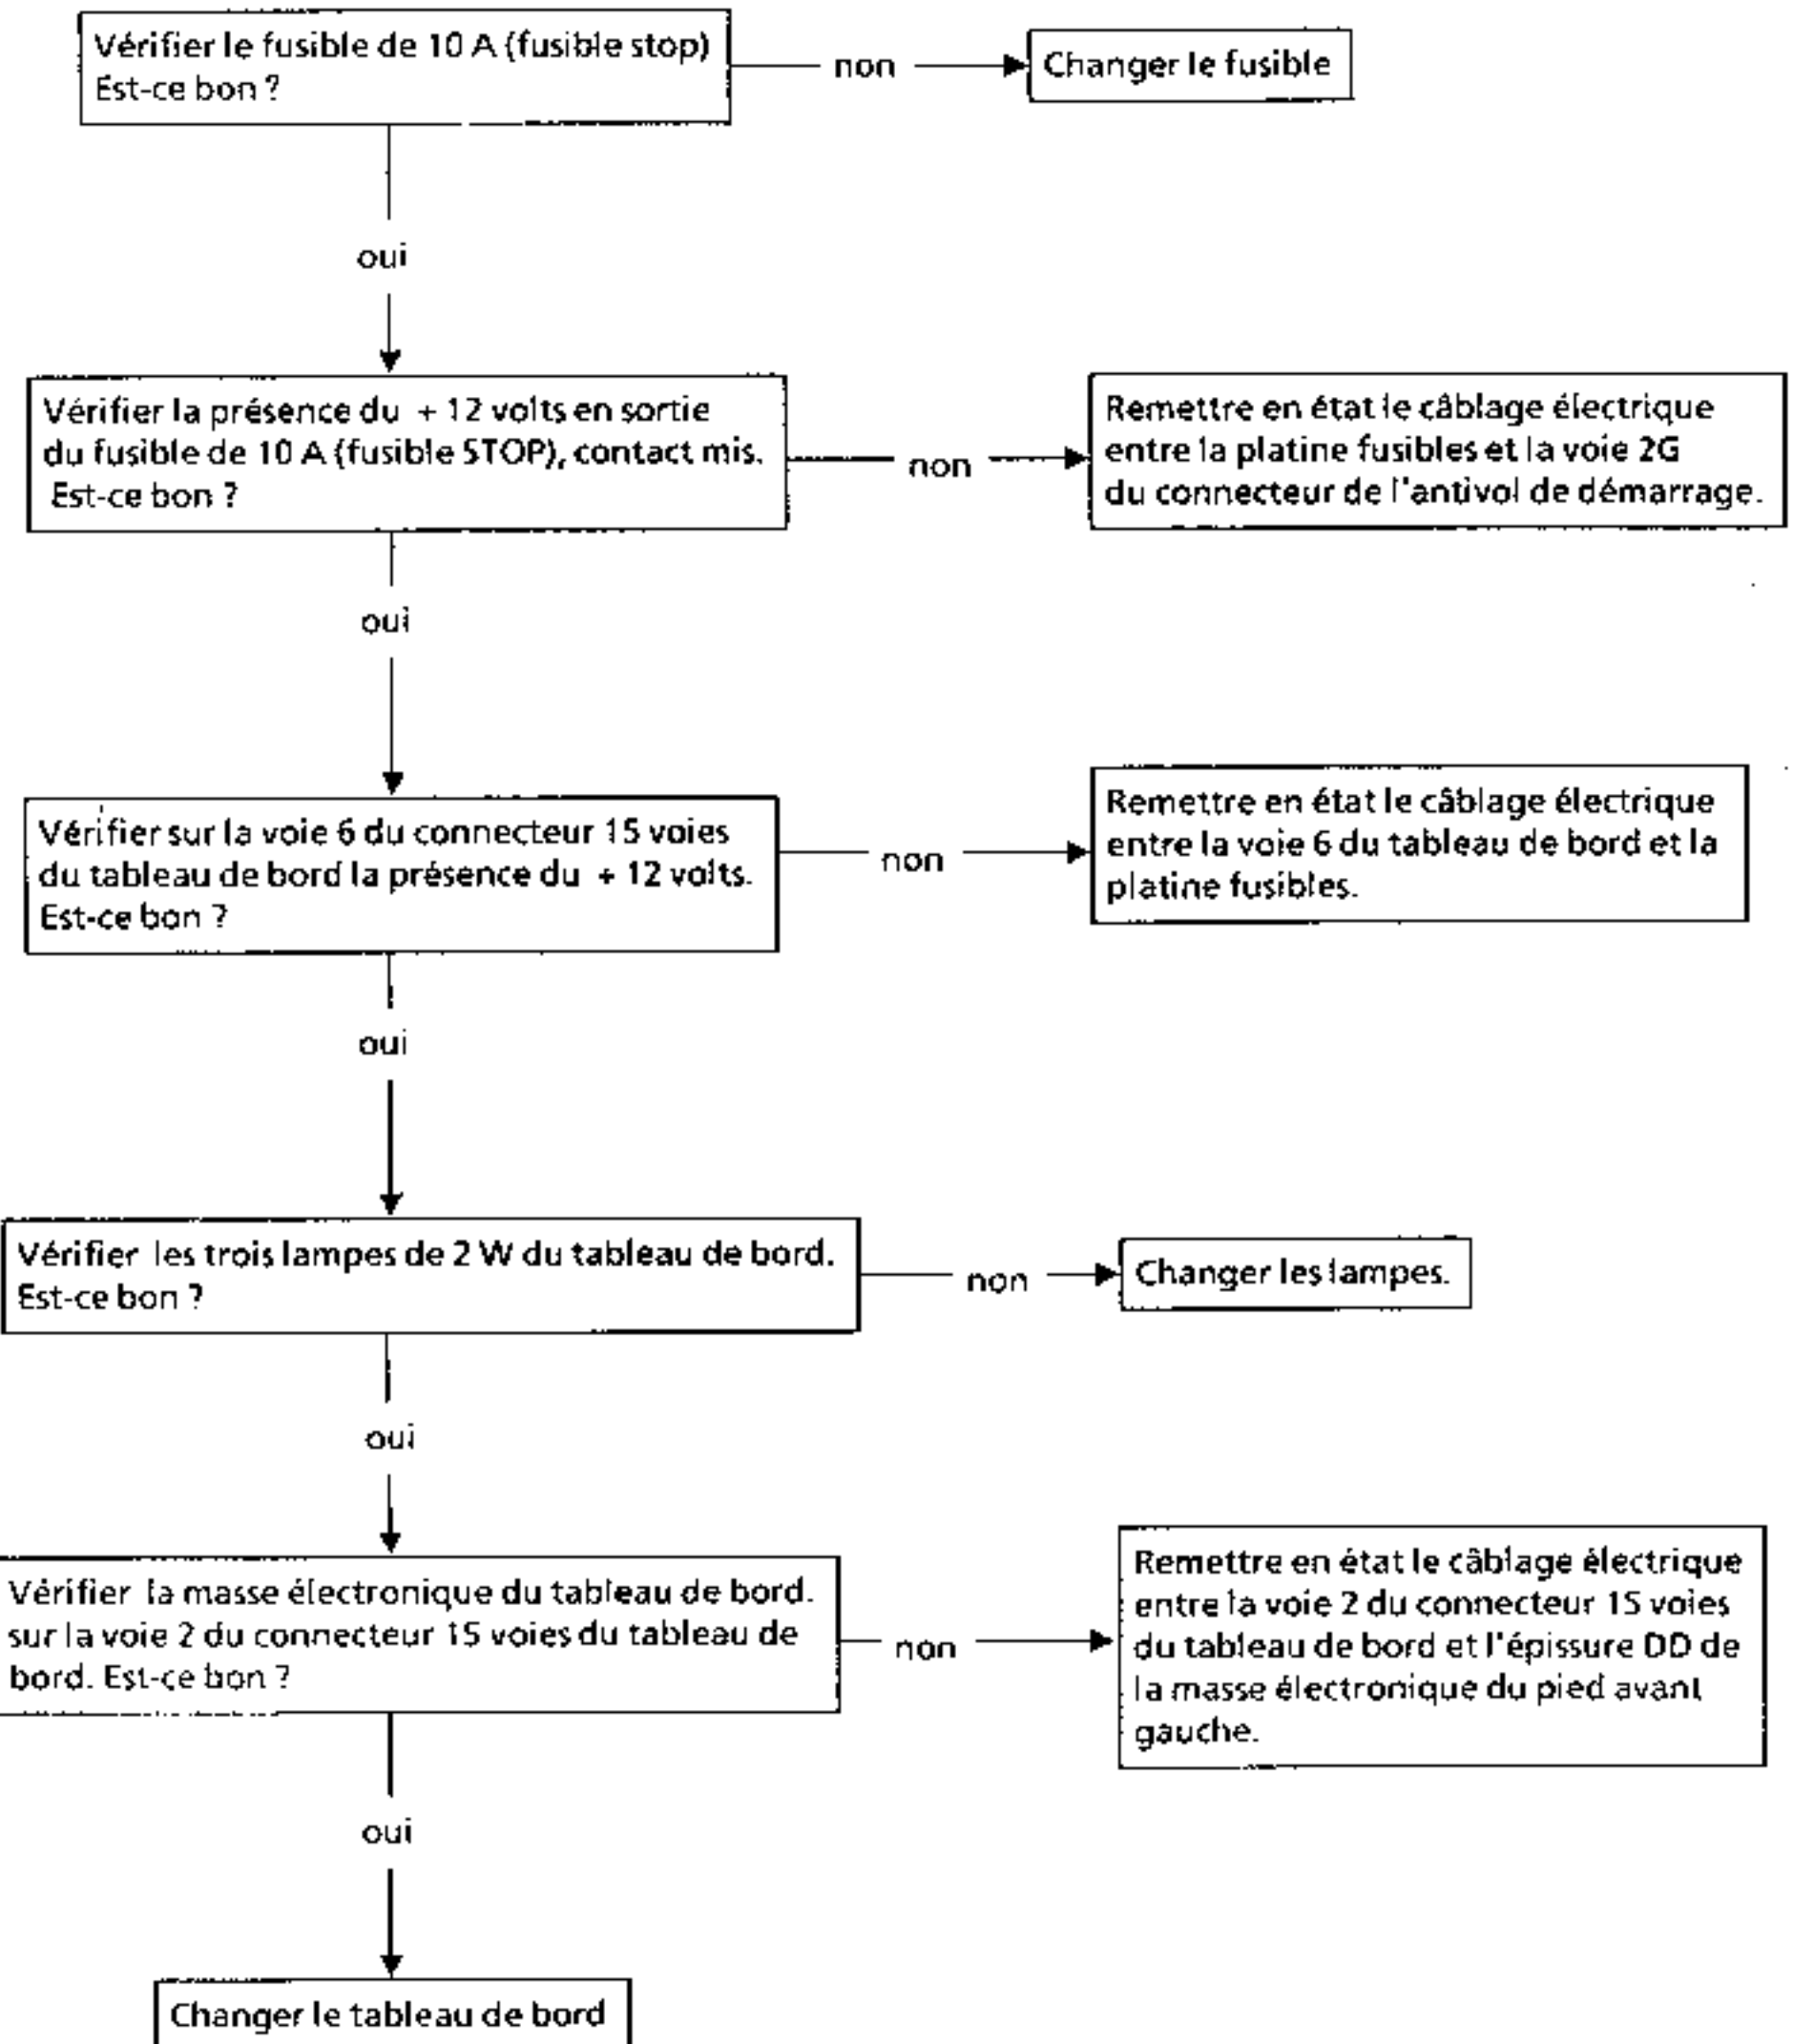 Vérifier le fusible de 10 A (fusible stop)
Est-ce bon ?
non
Changer le fusible
oui
Vérifier la présence du + 12 volts en sortie
du fusible de 10 A (fusible STOP), contact mis.
Est-ce bon ?
non
Remettre en état le câblage électrique
entre la platine fusibles et la voie 2G
du connecteur de l'antivol de démarrage.
oui
Vérifier sur la voie 6 du connecteur 15 voies
du tableau de bord la présence du + 12 volts.
Est-ce bon ?
non
Remettre en état le câblage électrique
entre la voie 6 du tableau de bord et la
platine fusibles.
oui
Vérifier les trois lampes de 2 W du tableau de bord.
Est-ce bon ?
non
Changer les lampes.
oui
Vérifier la masse électronique du tableau de bord.
sur la voie 2 du connecteur 15 voies du tableau de
bord. Est-ce bon ?
non
Remettre en état le câblage électrique
entre la voie 2 du connecteur 15 voies
du tableau de bord et l'épissure DD de
la masse électronique du pied avant
gauche.
oui
Changer le tableau de bord